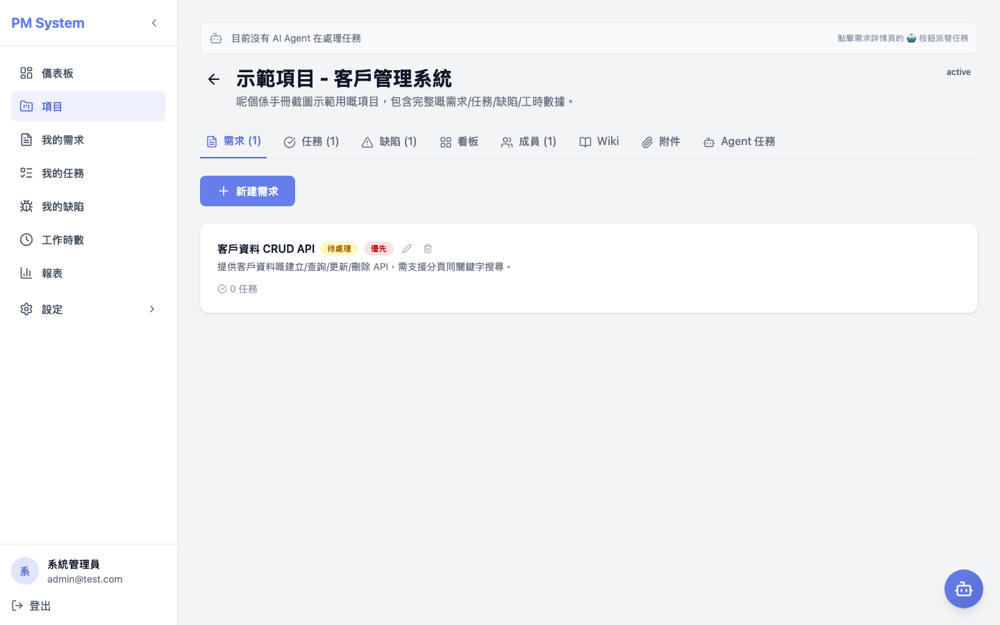 PM System
儀表板
項目
我的需求
我的任務
我的缺陷
工作時數
報表
設定
系
系統管理員
admin@test.com
登出
目前沒有 AI Agent 在處理任務
點擊需求詳情頁的 🤖 按鈕派發任務
示範項目 - 客戶管理系統
active
呢個係手冊截圖示範用嘅項目，包含完整嘅需求/任務/缺陷/工時數據。
需求 (1)
任務 (1)
缺陷 (1)
看板
成員 (1)
Wiki
附件
Agent 任務
新建需求
客戶資料 CRUD API 待處理 優先
提供客戶資料嘅建立/查詢/更新/刪除 API，需支援分頁同關鍵字搜尋。
0 任務